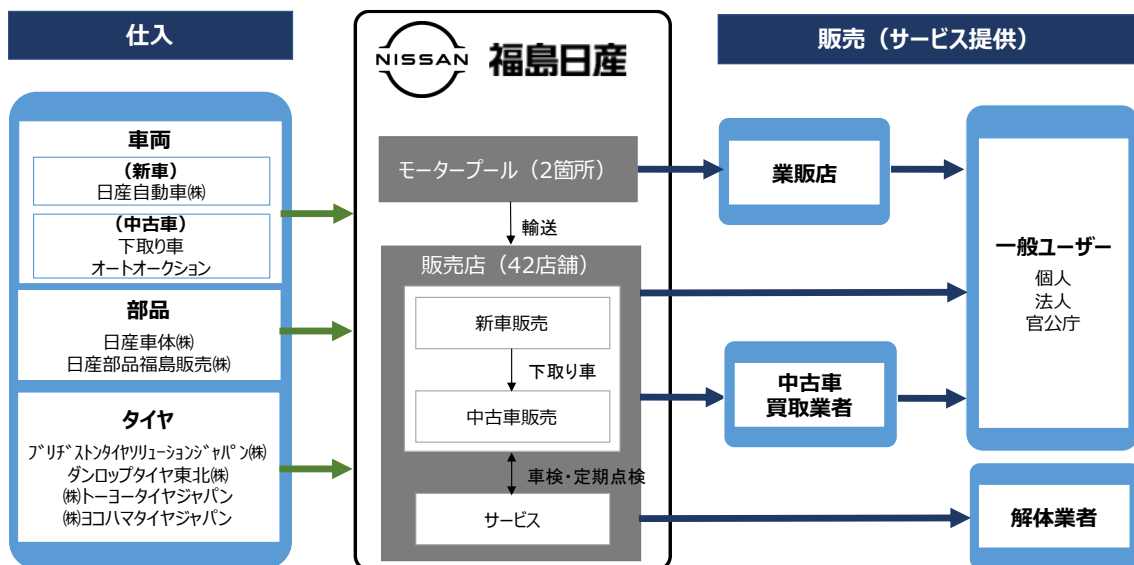 仕入
車両
(新車)
日産自動車㈱
(中古車)
下取り車
オートオークション
部品
日産車体㈱
日産部品福島販売㈱
タイヤ
ﾌﾞﾘﾁﾞｽﾄﾝﾀｲﾔｿﾘｭｰｼｮﾝｼﾞｬﾊﾟﾝ㈱
ダンロップタイヤ東北㈱
㈱トーヨータイヤジャパン
㈱ヨコハマタイヤジャパン
NISSAN 福島日産
モータープール（2箇所）
輸送
販売店（42店舗）
新車販売
下取り車
中古車販売
車検・定期点検
サービス
販売（サービス提供）
業販店
中古車
買取業者
一般ユーザー
個人
法人
官公庁
解体業者